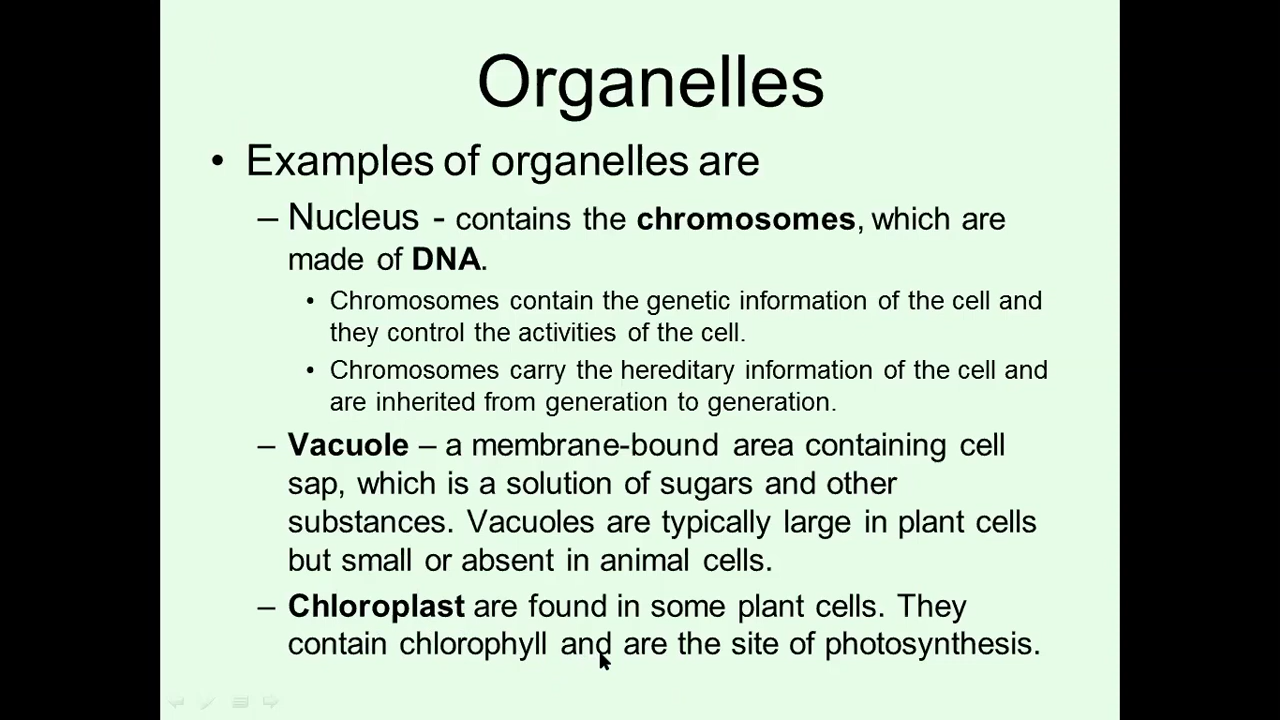 Organelles
• Examples of organelles are
– Nucleus - contains the chromosomes, which are
made of DNA.
• Chromosomes contain the genetic information of the cell and
they control the activities of the cell.
• Chromosomes carry the hereditary information of the cell and
are inherited from generation to generation.
– Vacuole – a membrane-bound area containing cell
sap, which is a solution of sugars and other
substances. Vacuoles are typically large in plant cells
but small or absent in animal cells.
– Chloroplast are found in some plant cells. They
contain chlorophyll and are the site of photosynthesis.